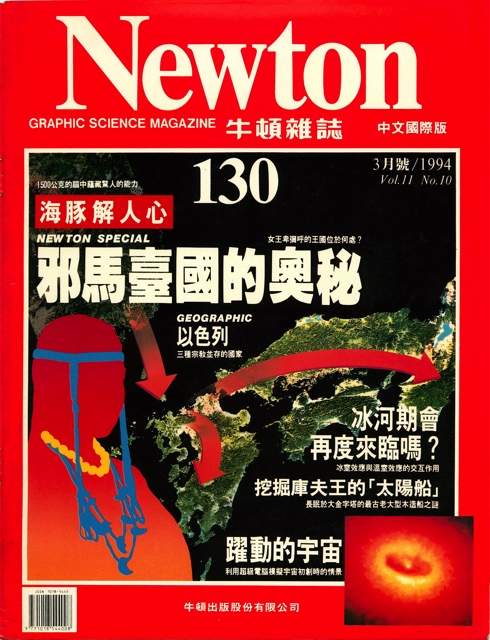 Newton
GRAPHIC SCIENCE MAGAZINE 牛頓雜誌 中文國際版
130
3月號/1994
Vol.11 No.10
1500公克的腦中蘊藏驚人的能力
海豚解人心
NEWTON SPECIAL
女王卑彌呼的王國位於何處?
邪馬臺國的奧秘
GEOGRAPHIC
以色列
三種宗教並存的國家
冰河期會
再度來臨嗎?
冰室效應與溫室效應的交互作用
挖掘庫夫王的「太陽船」
長眠於大金字塔的最古老大型木造船之謎
躍動的宇宙
利用超級電腦模擬宇宙初創時的情景
ISSN 1018-5445
9 771018 544008
牛頓出版股份有限公司